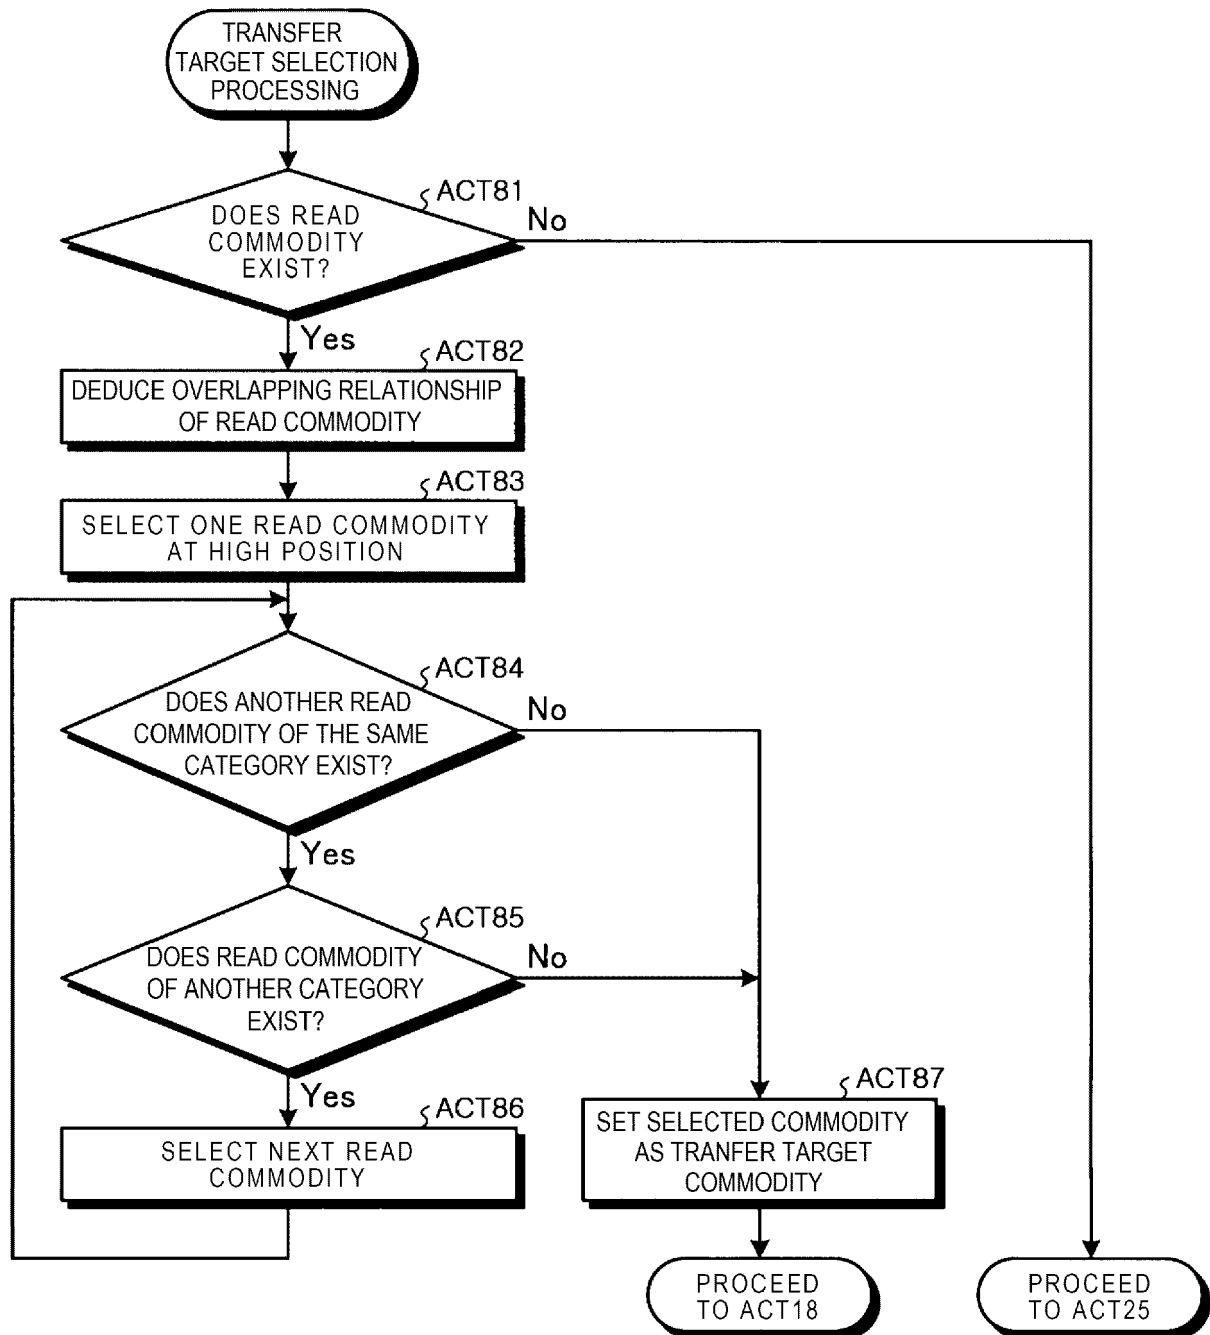 TRANSFER
TARGET SELECTION
PROCESSING
ACT81
DOES READ
COMMODITY
EXIST?
No
Yes
ACT82
DEDUCE OVERLAPPING RELATIONSHIP
OF READ COMMODITY
ACT83
SELECT ONE READ COMMODITY
AT HIGH POSITION
ACT84
DOES ANOTHER READ
COMMODITY OF THE SAME
CATEGORY EXIST?
No
Yes
ACT85
DOES READ COMMODITY
OF ANOTHER CATEGORY
EXIST?
No
Yes
ACT86
SELECT NEXT READ
COMMODITY
ACT87
SET SELECTED COMMODITY
AS TRANFER TARGET
COMMODITY
PROCEED
TO ACT18
PROCEED
TO ACT25